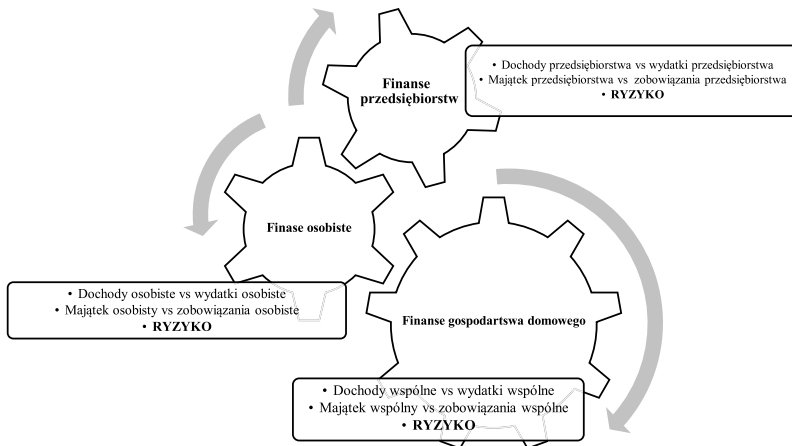 Finanse
przedsiębiorstw
• Dochody przedsiębiorstwa vs wydatki przedsiębiorstwa
• Majątek przedsiębiorstwa vs zobowiązania przedsiębiorstwa
• RYZYKO
Finase osobiste
• Dochody osobiste vs wydatki osobiste
• Majątek osobisty vs zobowiązania osobiste
• RYZYKO
Finanse gospodartswa domowego
• Dochody wspólne vs wydatki wspólne
• Majątek wspólny vs zobowiązania wspólne
• RYZYKO